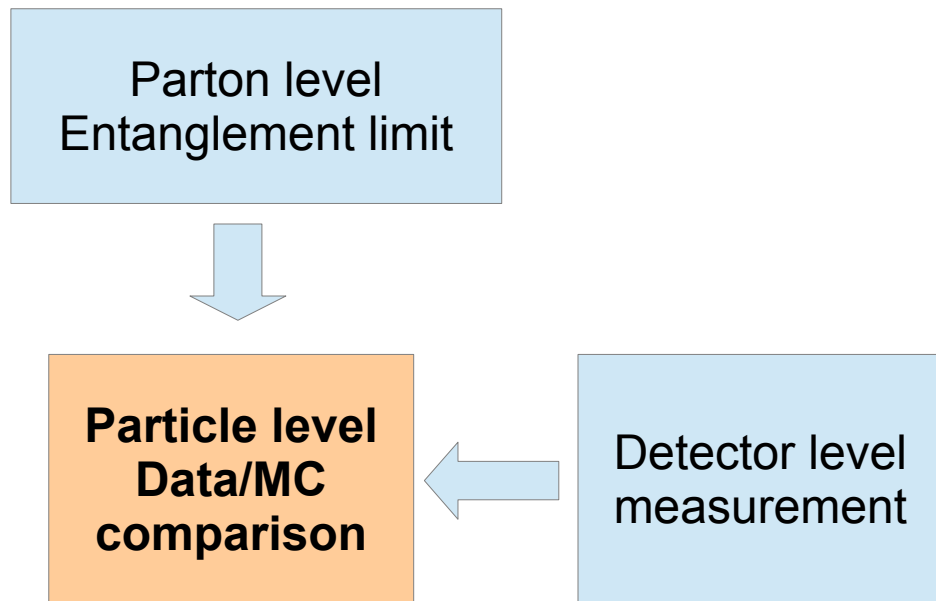 Parton level
Entanglement limit
Particle level
Data/MC
comparison
Detector level
measurement